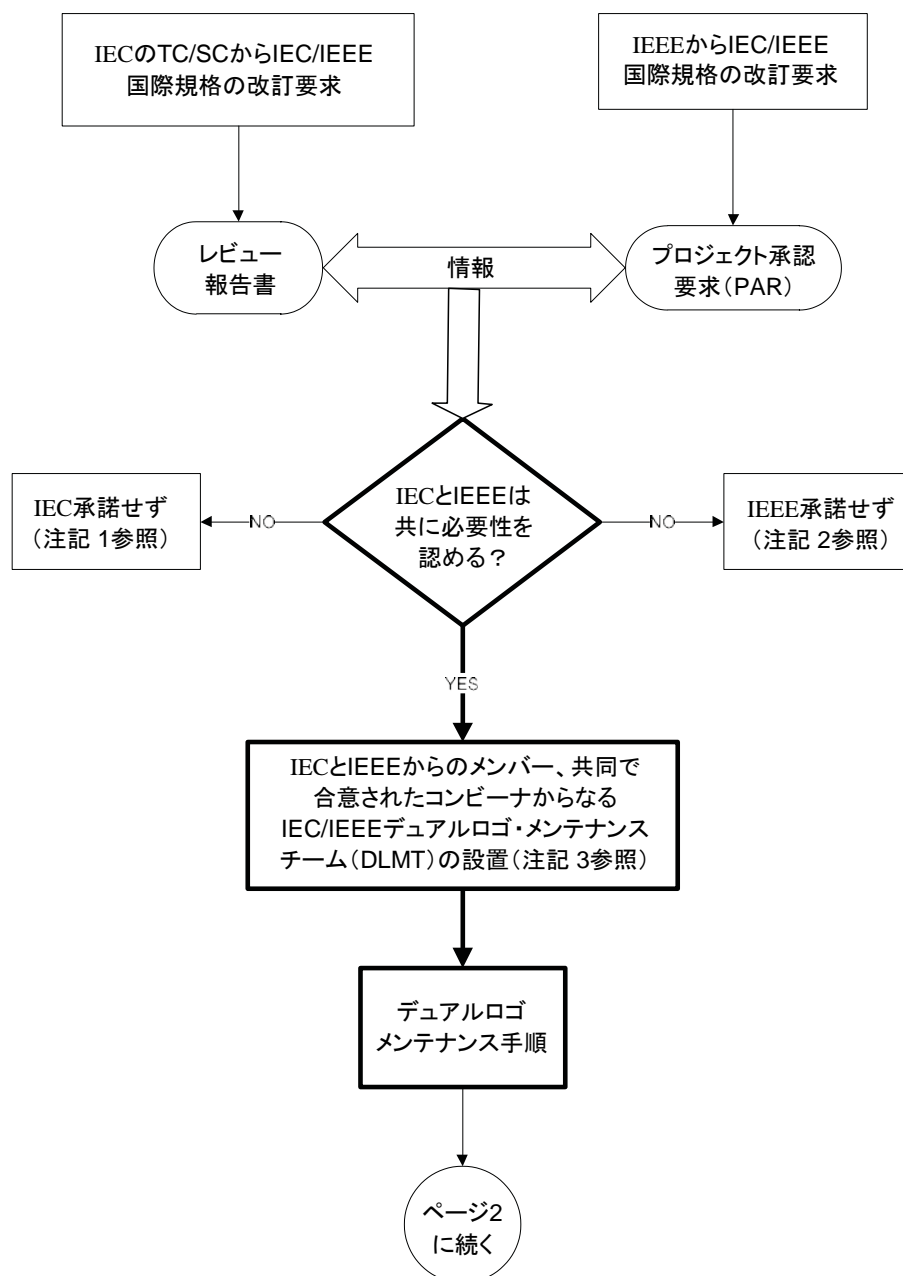 IECのTC/SCからIEC/IEEE
国際規格の改訂要求
IEEEからIEC/IEEE
国際規格の改訂要求
レビュー
報告書
情報
プロジェクト承認
要求(PAR)
IECとIEEEは
共に必要性を
認める?
NO
IEC承諾せず
(注記 1参照)
NO
IEEE承諾せず
(注記 2参照)
YES
IECとIEEEからのメンバー、共同で
合意されたコンビーナからなる
IEC/IEEEデュアルロゴ・メンテナンス
チーム(DLMT)の設置(注記 3参照)
デュアルロゴ
メンテナンス手順
ページ2
に続く